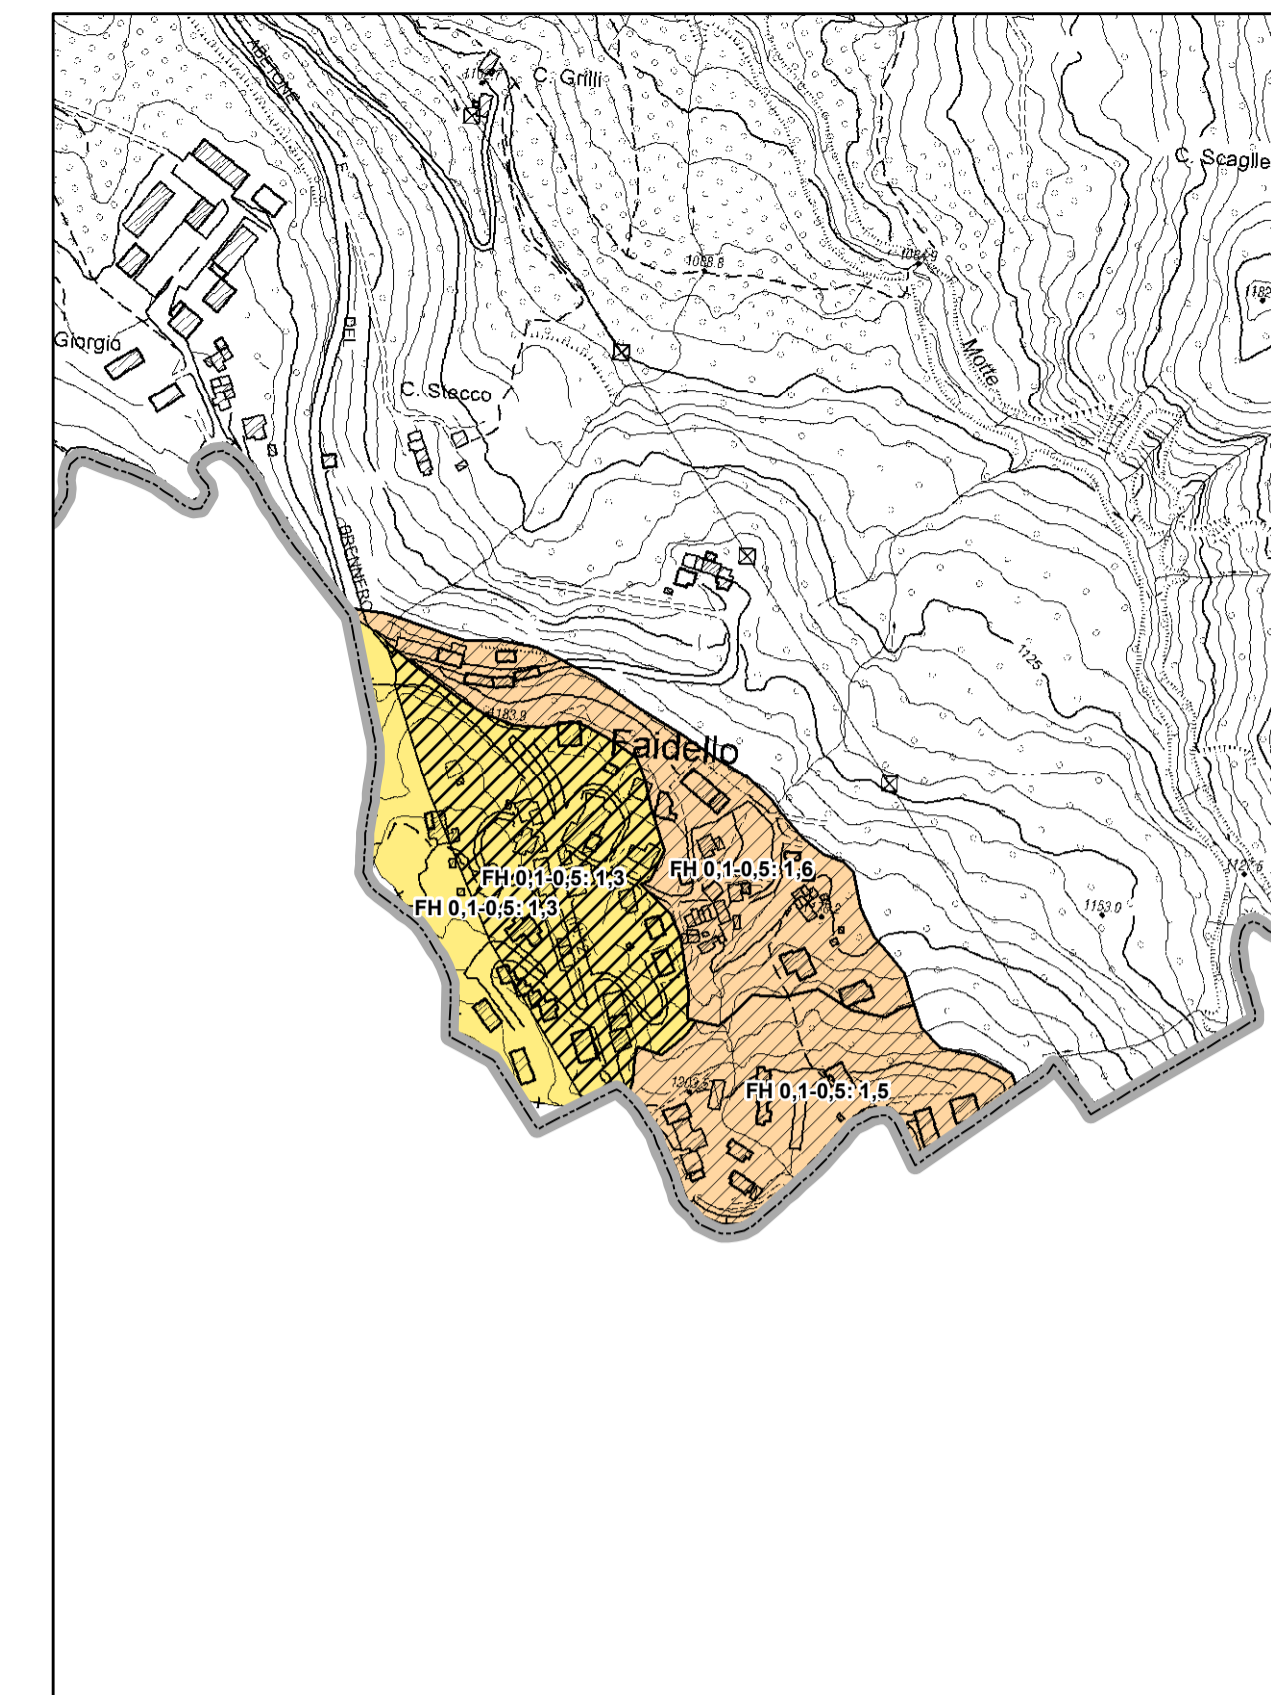 ABETONE
C. Grilli
C. Scaglie
1088.8
1084.9
1182
Giorgio
Motte
C. Stecco
BRENNERO
1125
1183.9
Faidello
FH 0,1-0,5: 1,3
FH 0,1-0,5: 1,6
FH 0,1-0,5: 1,3
1153.0
FH 0,1-0,5: 1,5